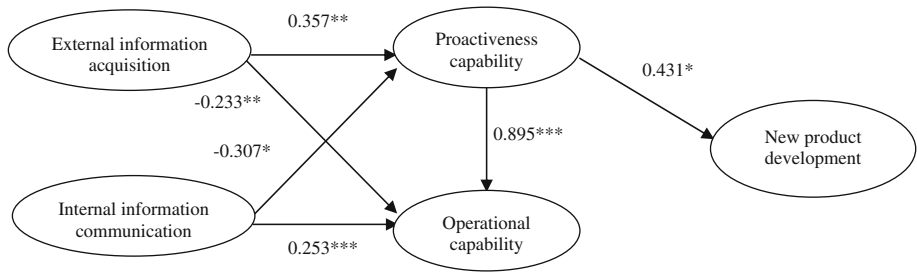 0.357**
External information
acquisition
Proactiveness
capability
0.431*
-0.233**
0.895***
-0.307*
New product
development
Internal information
communication
Operational
capability
0.253***